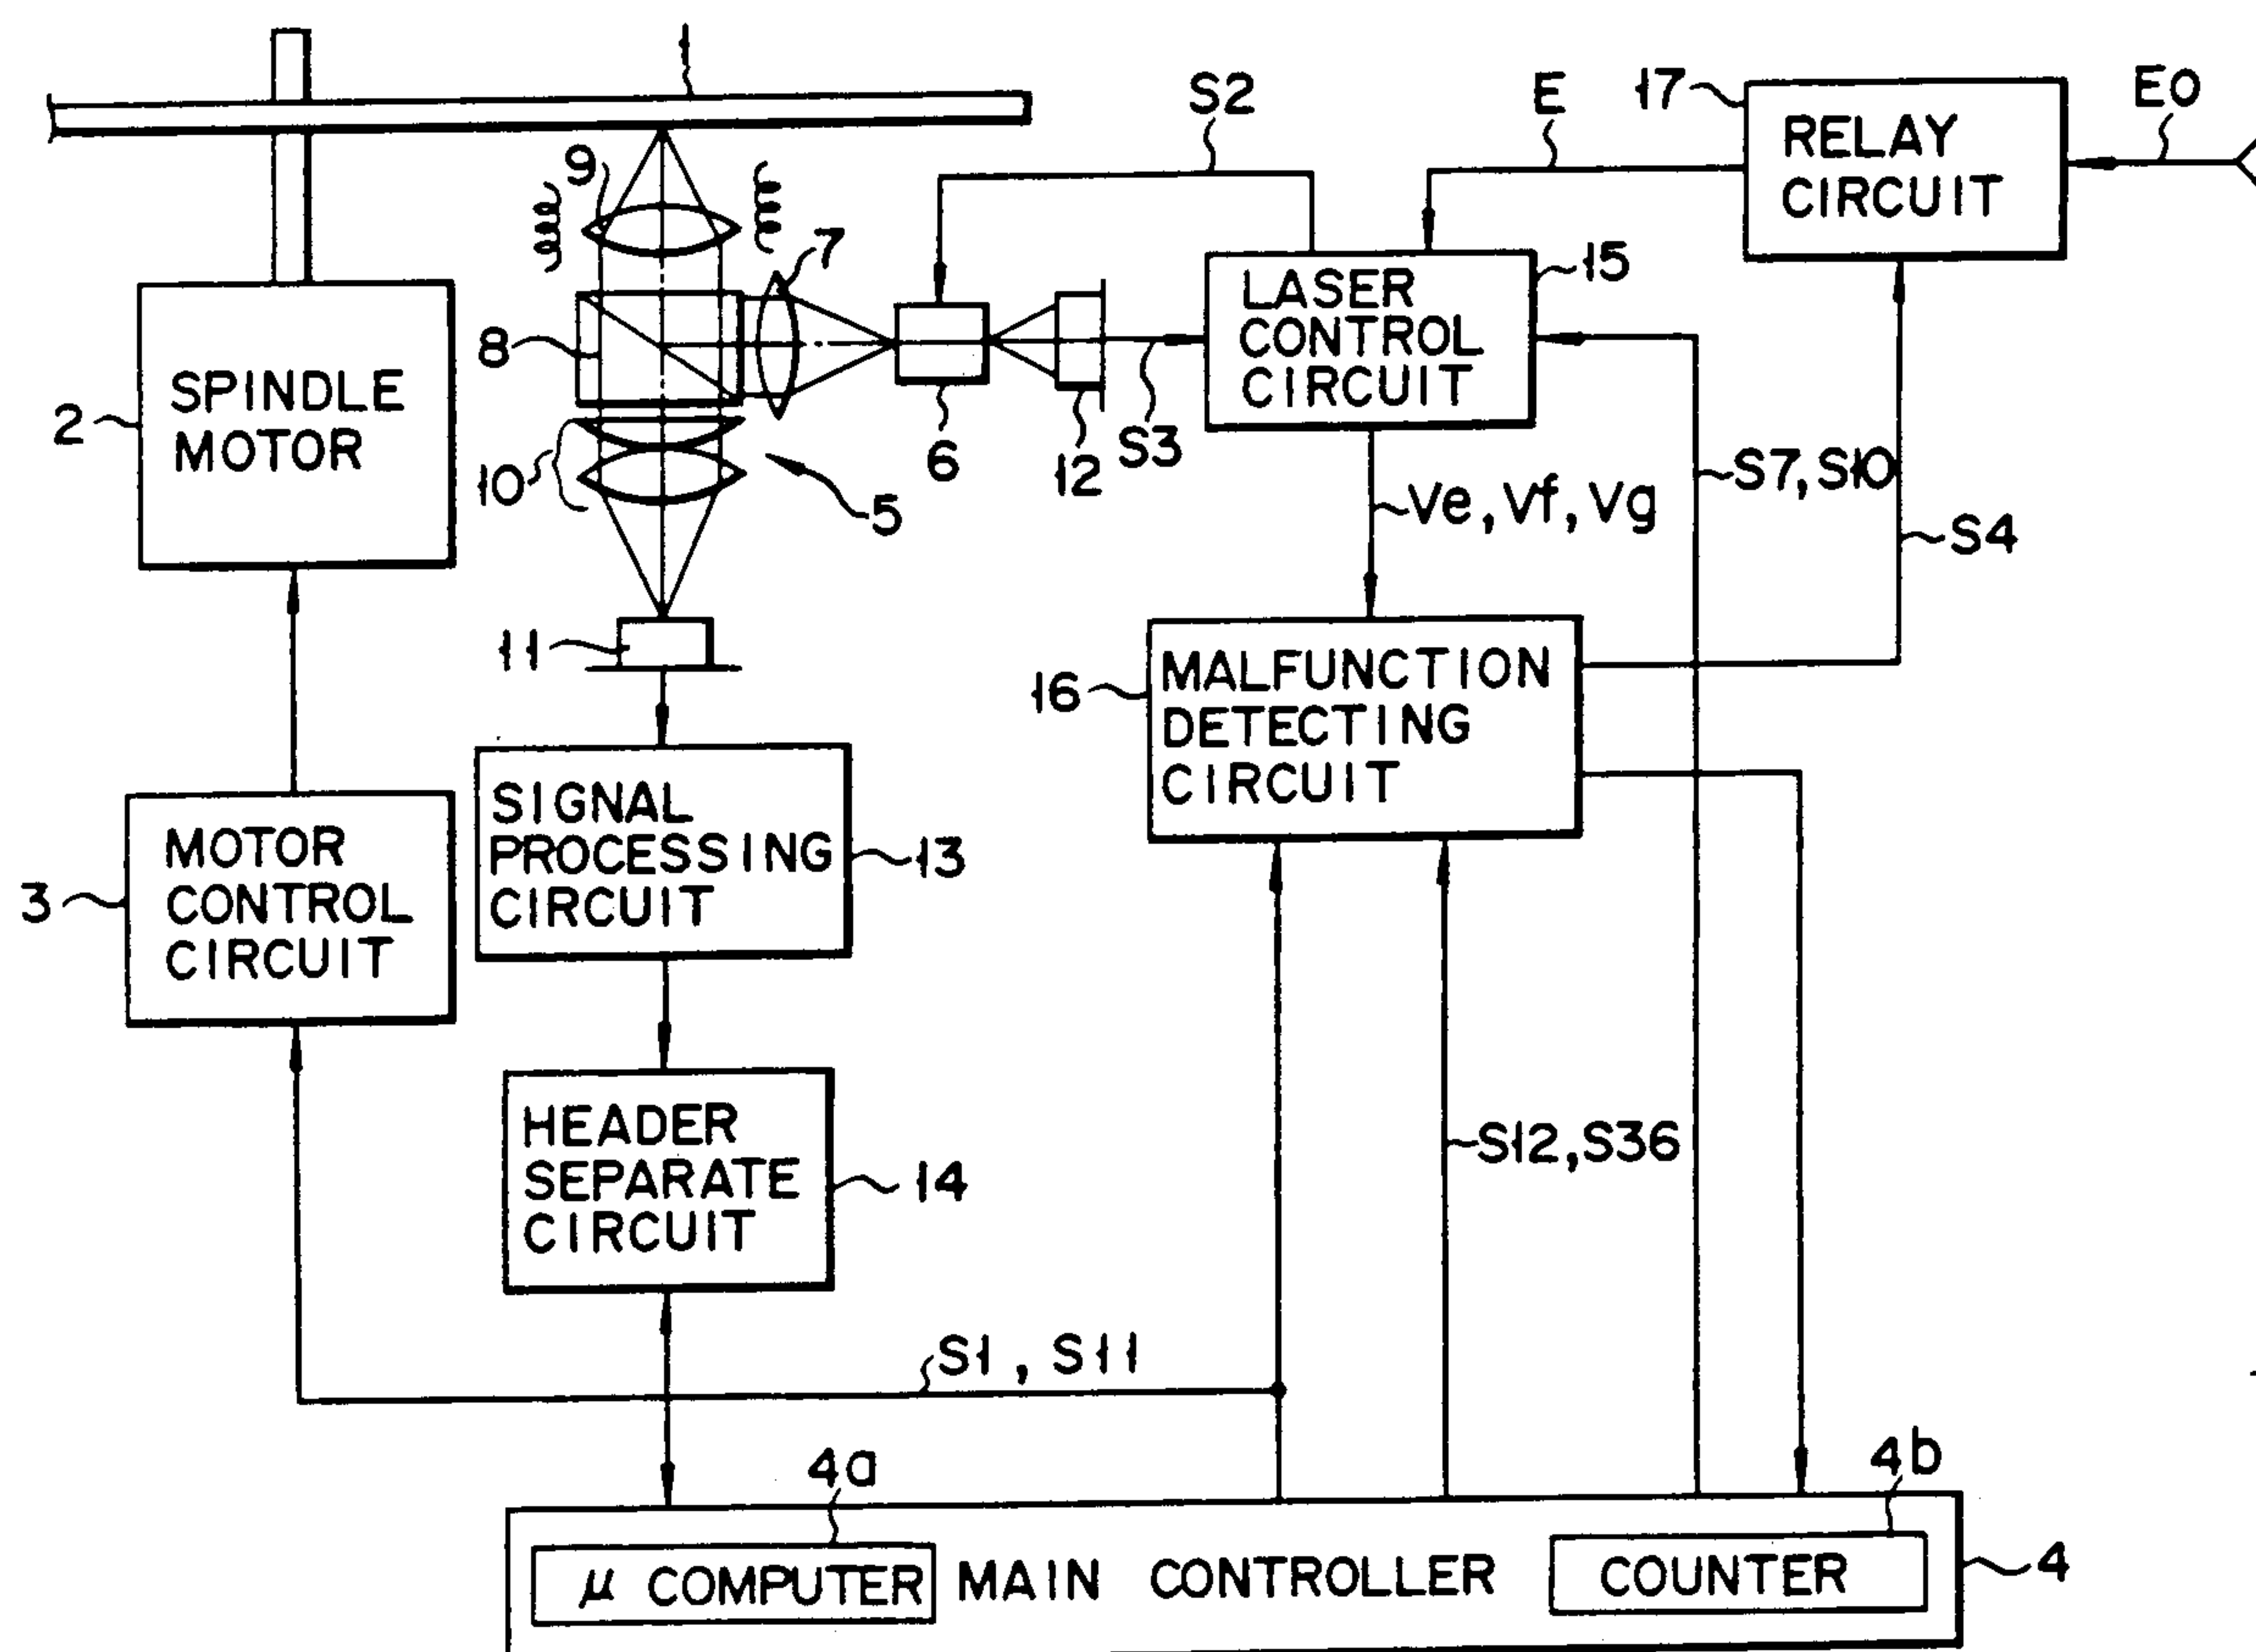 1
S2
E
17
RELAY
CIRCUIT
E0
9
7
15
LASER
CONTROL
CIRCUIT
8
2
SPINDLE
MOTOR
10
5
6
12
S3
S7, S10
Ve, Vf, Vg
S4
11
16
MALFUNCTION
DETECTING
CIRCUIT
SIGNAL
PROCESSING
CIRCUIT
13
3
MOTOR
CONTROL
CIRCUIT
HEADER
SEPARATE
CIRCUIT
14
S12, S36
S1, S11
4a
4b
μ COMPUTER
MAIN CONTROLLER
COUNTER
4